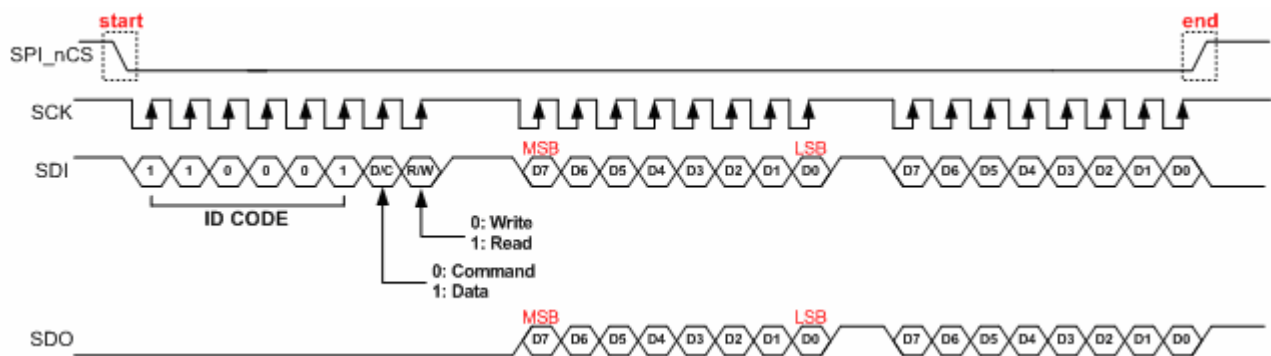 start end
SPI_nCS
SCK
MSB LSB
SDI 1 1 0 0 0 1 D/C R/W D7 D6 D5 D4 D3 D2 D1 D0 D7 D6 D5 D4 D3 D2 D1 D0
ID CODE
0: Write
1: Read
0: Command
1: Data
MSB LSB
SDO D7 D6 D5 D4 D3 D2 D1 D0 D7 D6 D5 D4 D3 D2 D1 D0